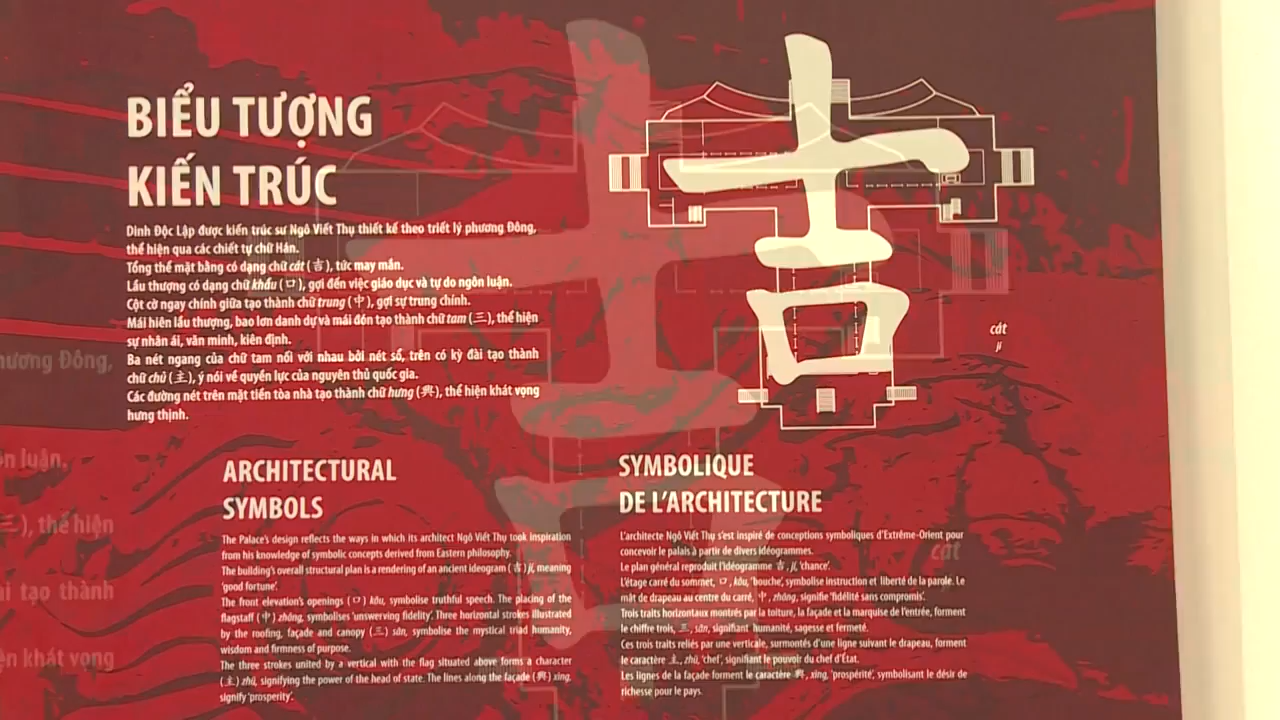 BIỂU TƯỢNG
KIẾN TRÚC
Dinh Độc Lập được kiến trúc sư Ngô Viết Thụ thiết kế theo triết lý phương Đông,
thể hiện qua các chiết tự chữ Hán.
Tổng thể mặt bằng có dạng chữ cát (吉), tức may mắn.
Lầu thượng có dạng chữ khẩu (口), gợi đến việc giáo dục và tự do ngôn luận.
Cột cờ ngay chính giữa tạo thành chữ trung (中), gợi sự trung chính.
Mái hiên lầu thượng, bao lơn danh dự và mái đón tạo thành chữ tam (三), thể hiện
sự nhân ái, văn minh, kiên định.
Ba nét ngang của chữ tam nối với nhau bởi nét sổ, trên có kỳ đài tạo thành
chữ chủ (主), ý nói về quyền lực của nguyên thủ quốc gia.
Các đường nét trên mặt tiền tòa nhà tạo thành chữ hưng (興), thể hiện khát vọng
hưng thịnh.
吉
cát
jí
ARCHITECTURAL
SYMBOLS
The Palace's design reflects the ways in which its architect Ngô Viết Thụ took inspiration
from his knowledge of symbolic concepts derived from Eastern philosophy.
The building's overall structural plan is a rendering of an ancient ideogram (吉) jí, meaning
'good fortune'.
The front elevation's openings (口) kǒu, symbolise truthful speech. The placing of the
flagstaff (中) zhōng, symbolises 'unswerving fidelity'. Three horizontal strokes illustrated
by the roofing, façade and canopy (三) sān, symbolise the mystical triad humanity,
wisdom and firmness of purpose.
The three strokes united by a vertical with the flag situated above forms a character
(主) zhǔ, signifying the power of the head of state. The lines along the façade (興) xīng,
signify 'prosperity'.
SYMBOLIQUE
DE L'ARCHITECTURE
L'architecte Ngô Viết Thụ s'est inspiré de conceptions symboliques d'Extrême-Orient pour
concevoir le palais à partir de divers idéogrammes.
Le plan général reproduit l'idéogramme 吉, jí, 'chance'.
L'étage carré du sommet, 口, kǒu, 'bouche', symbolise instruction et liberté de la parole. Le
mât de drapeau au centre du carré, 中, zhōng, signifie 'fidélité sans compromis'.
Trois traits horizontaux montrés par la toiture, la façade et la marquise de l'entrée, forment
le chiffre trois, 三, sān, signifiant humanité, sagesse et fermeté.
Ces trois traits reliés par une verticale, surmontés d'une ligne suivant le drapeau, forment
le caractère 主, zhǔ, 'chef', signifiant le pouvoir du chef d'État.
Les lignes de la façade forment le caractère 興, xīng, 'prospérité', symbolisant le désir de
richesse pour le pays.
phương Đông,
ôn luận.
三), thể hiện
ài tạo thành
ện khát vọng
cát